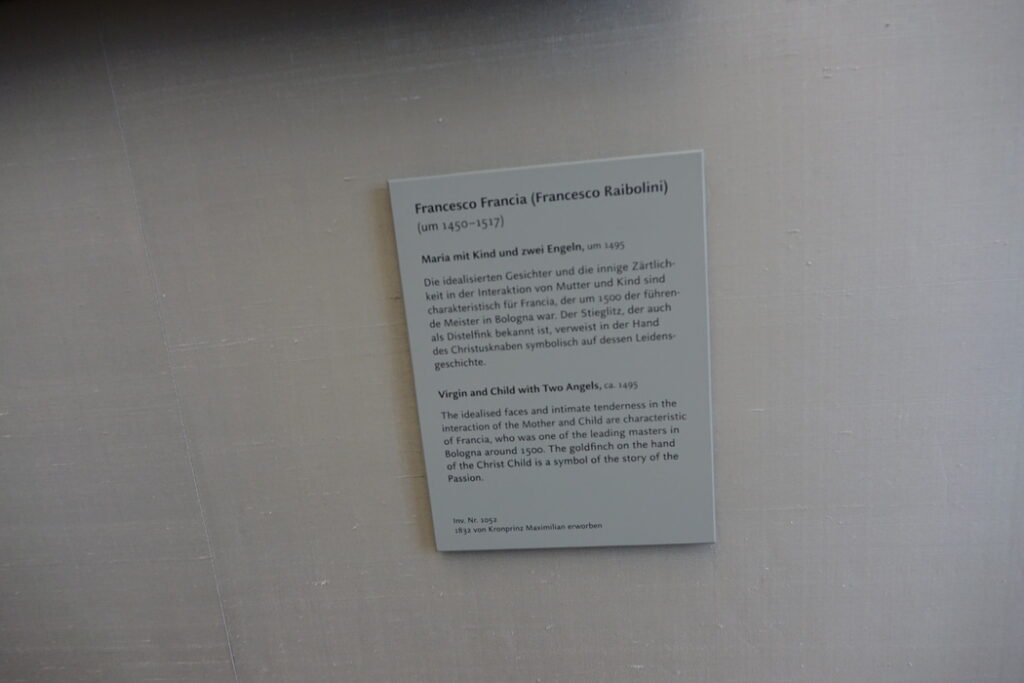 Francesco Francia (Francesco Raibolini)
(um 1450–1517)
Maria mit Kind und zwei Engeln, um 1495
Die idealisierten Gesichter und die innige Zärtlich-
keit in der Interaktion von Mutter und Kind sind
charakteristisch für Francia, der um 1500 der führen-
de Meister in Bologna war. Der Stieglitz, der auch
als Distelfink bekannt ist, verweist in der Hand
des Christusknaben symbolisch auf dessen Leidens-
geschichte.
Virgin and Child with Two Angels, ca. 1495
The idealised faces and intimate tenderness in the
interaction of the Mother and Child are characteristic
of Francia, who was one of the leading masters in
Bologna around 1500. The goldfinch on the hand
of the Christ Child is a symbol of the story of the
Passion.
Inv. Nr. 1052
1832 von Kronprinz Maximilian erworben